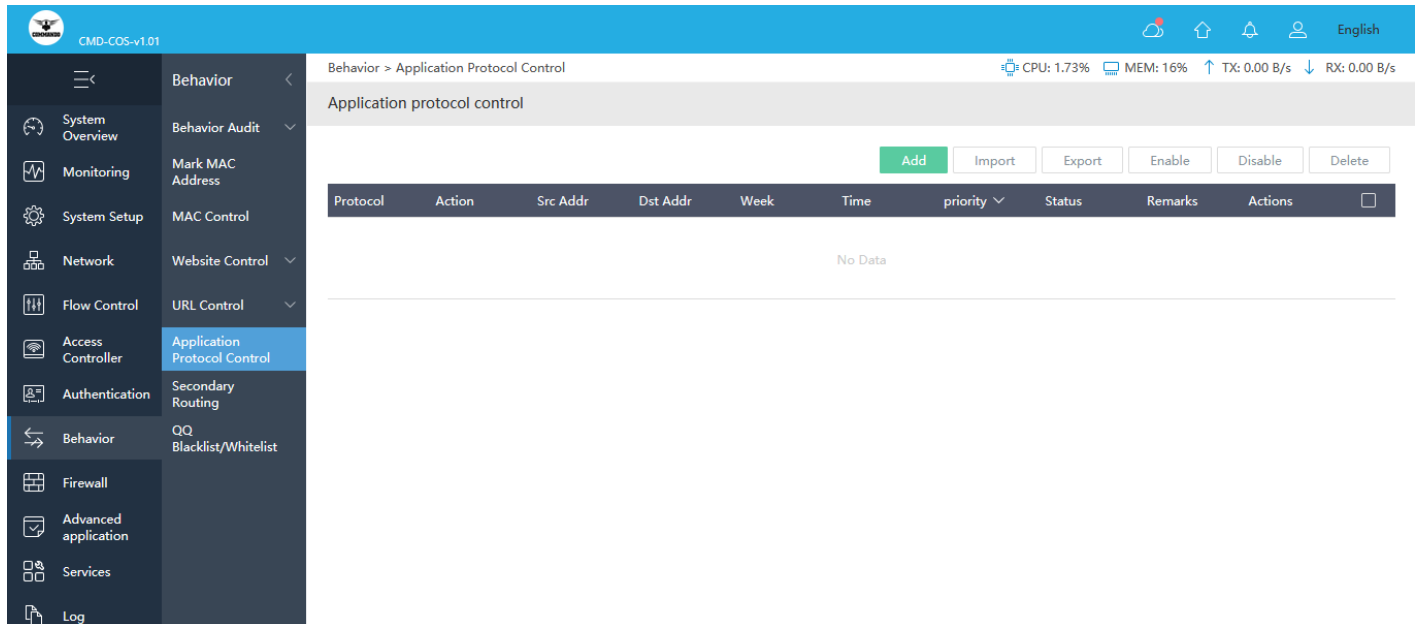 COMMANDO
CMD-COS-v1.01
English
Behavior
Behavior > Application Protocol Control
CPU: 1.73%
MEM: 16%
TX: 0.00 B/s
RX: 0.00 B/s
Application protocol control
System
Overview
Monitoring
System Setup
Network
Flow Control
Access
Controller
Authentication
Behavior
Firewall
Advanced
application
Services
Log
Behavior Audit
Mark MAC
Address
MAC Control
Website Control
URL Control
Application
Protocol Control
Secondary
Routing
QQ
Blacklist/Whitelist
Add
Import
Export
Enable
Disable
Delete
Protocol Action Src Addr Dst Addr Week Time priority Status Remarks Actions
No Data